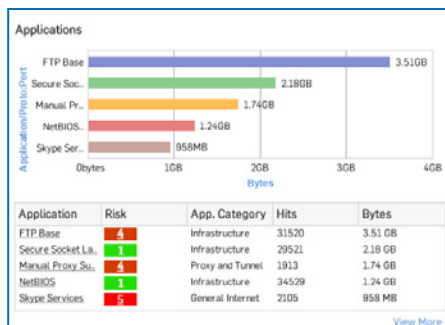 Applications
Application/Proto:Port
FTP Base 3.51GB
Secure Soc.. 2.18GB
Manual Pr.. 1.74GB
NetBIOS.. 1.24GB
Skype Ser.. 958MB
0bytes 1GB 2GB 3GB 4GB
Bytes
Application Risk App. Category Hits Bytes
FTP Base 4 Infrastructure 31520 3.51 GB
Secure Socket La.. 1 Infrastructure 29521 2.18 GB
Manual Proxy Su.. 4 Proxy and Tunnel 1913 1.74 GB
NetBIOS 1 Infrastructure 34529 1.24 GB
Skype Services 5 General Internet 2105 958 MB
View More